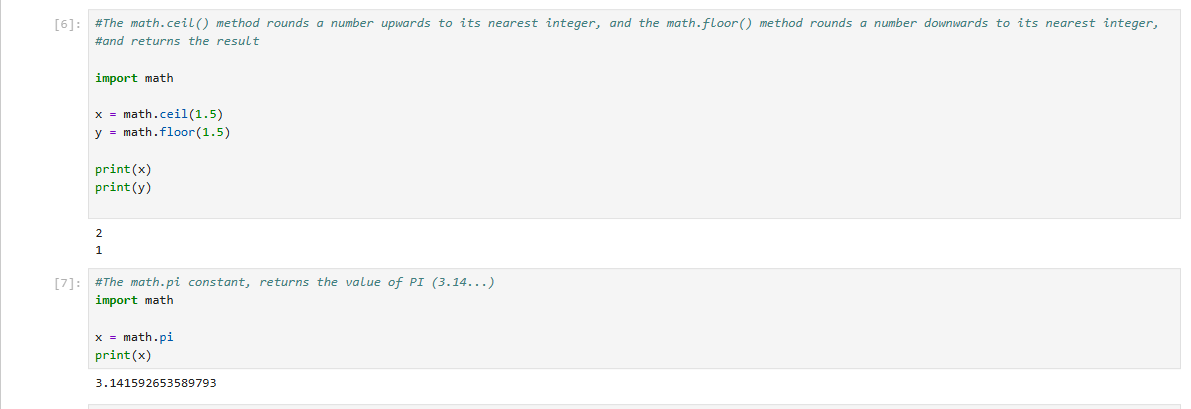 [6]: #The math.ceil() method rounds a number upwards to its nearest integer, and the math.floor() method rounds a number downwards to its nearest integer,
#and returns the result
import math
x = math.ceil(1.5)
y = math.floor(1.5)
print(x)
print(y)
2
1
[7]: #The math.pi constant, returns the value of PI (3.14...)
import math
x = math.pi
print(x)
3.141592653589793